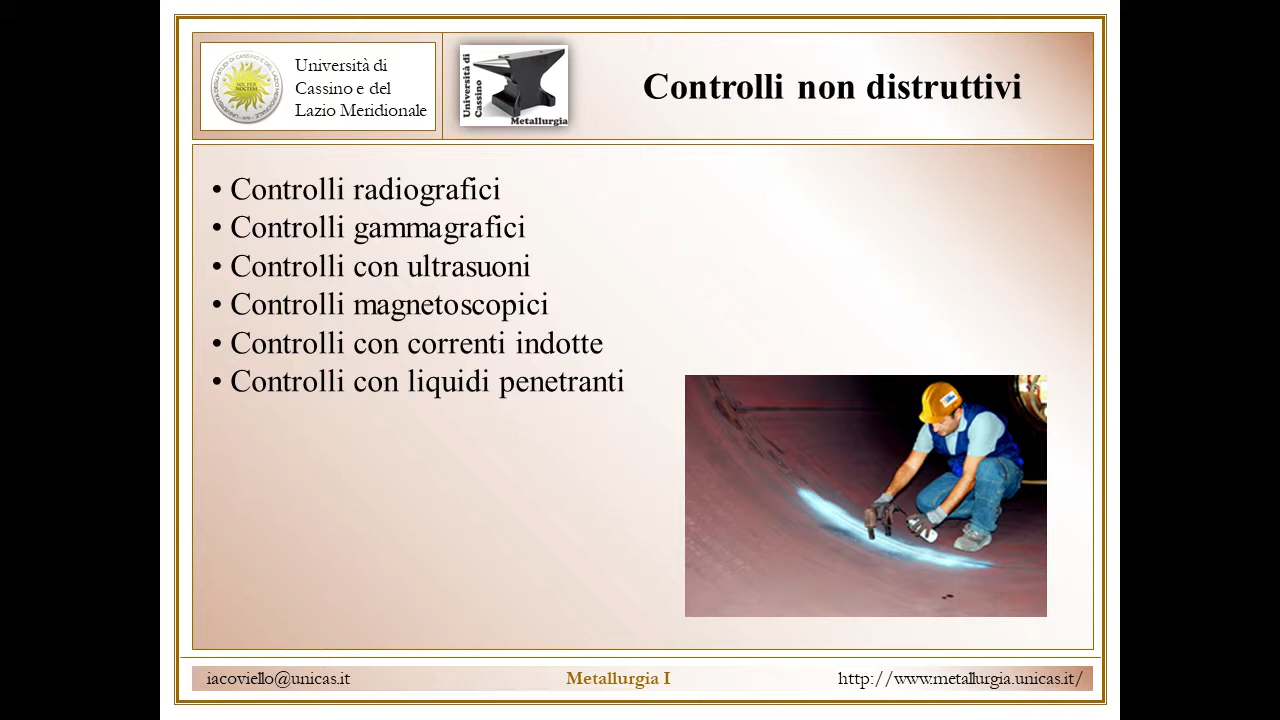 Università di
Cassino e del
Lazio Meridionale
Università di
Cassino
Metallurgia
Controlli non distruttivi
• Controlli radiografici
• Controlli gammagrafici
• Controlli con ultrasuoni
• Controlli magnetoscopici
• Controlli con correnti indotte
• Controlli con liquidi penetranti
iacoviello@unicas.it
Metallurgia I
http://www.metallurgia.unicas.it/